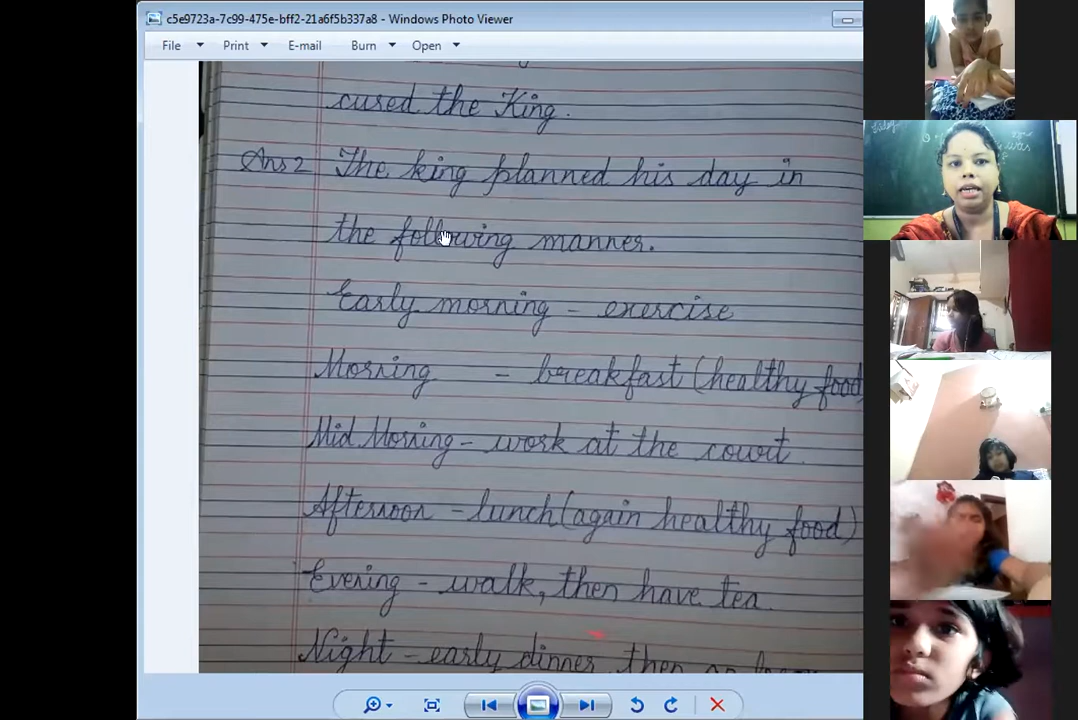 c5e9723a-7c99-475e-bff2-21a6f5b337a8 - Windows Photo Viewer
File Print E-mail Burn Open
cused the King.
Ans 2 The king planned his day in
the following manner.
Early morning - exercise
Morning - breakfast (healthy food
Mid Morning - work at the court
Afternoon - lunch (again healthy food)
Evening - walk, then have tea
Night - early dinner then